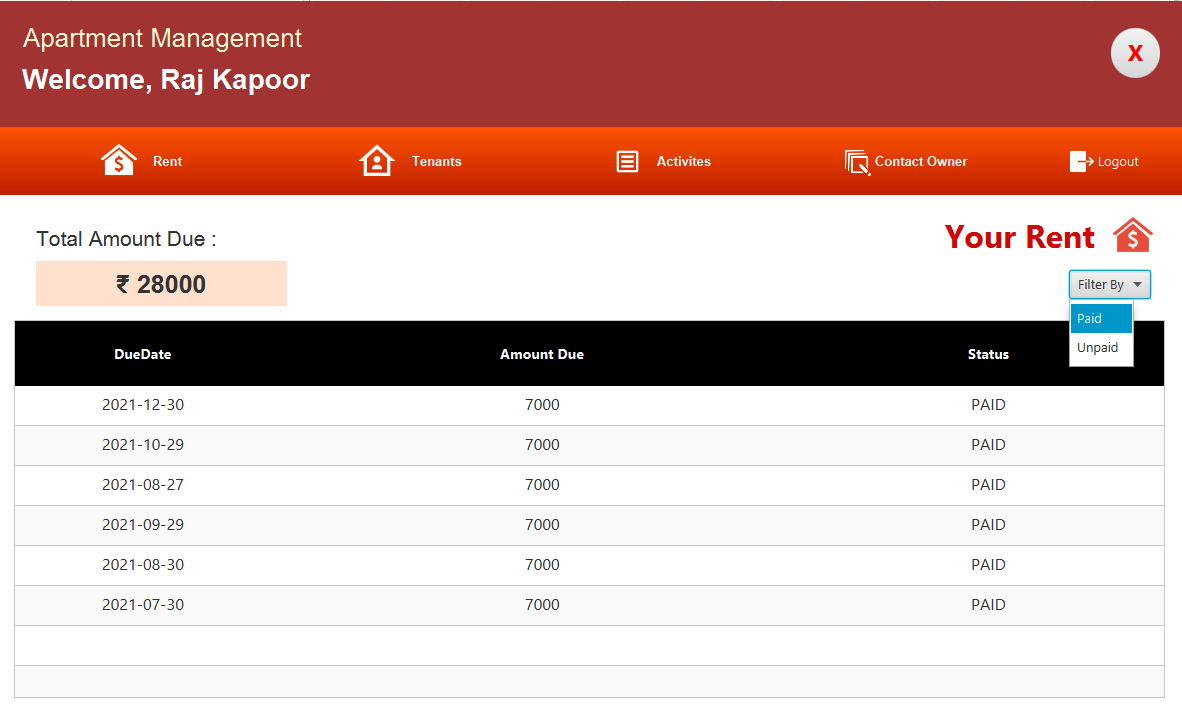 Apartment Management
Welcome, Raj Kapoor
X
Rent
Tenants
Activites
Contact Owner
Logout
Total Amount Due :
Your Rent
₹ 28000
Filter By
Paid
Unpaid
DueDate Amount Due Status
2021-12-30 7000 PAID
2021-10-29 7000 PAID
2021-08-27 7000 PAID
2021-09-29 7000 PAID
2021-08-30 7000 PAID
2021-07-30 7000 PAID